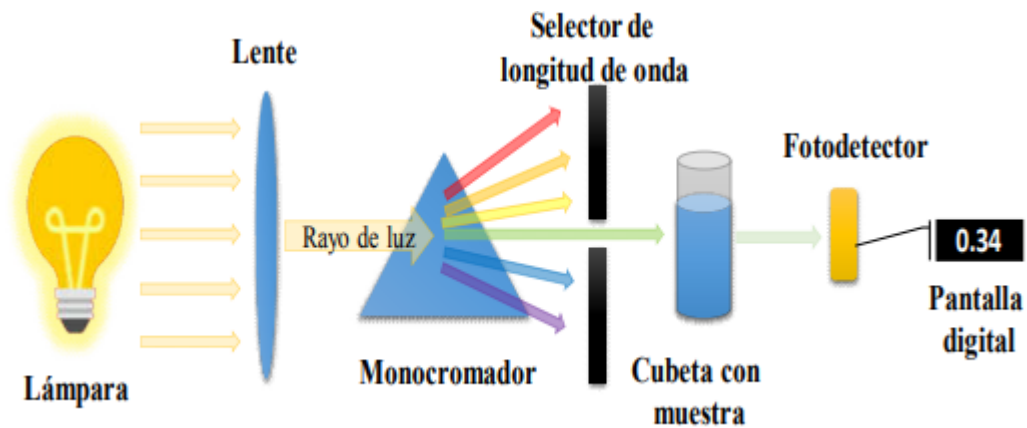 Lámpara
Lente
Rayo de luz
Monocromador
Selector de
longitud de onda
Cubeta con
muestra
Fotodetector
0.34
Pantalla
digital